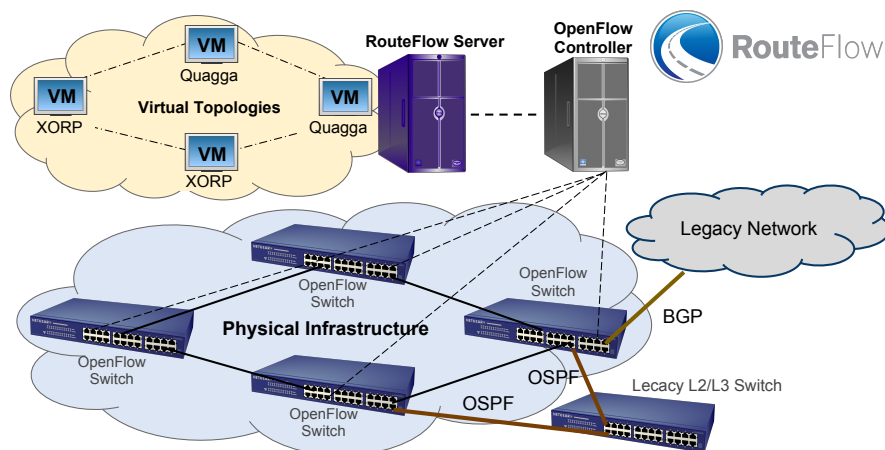 VM
Quagga
VM
XORP
Virtual Topologies
VM
Quagga
VM
XORP
RouteFlow Server
OpenFlow
Controller
RouteFlow
Legacy Network
OpenFlow
Switch
OpenFlow
Switch
Physical Infrastructure
OpenFlow
Switch
OpenFlow
Switch
BGP
OSPF
OSPF
Lecacy L2/L3 Switch